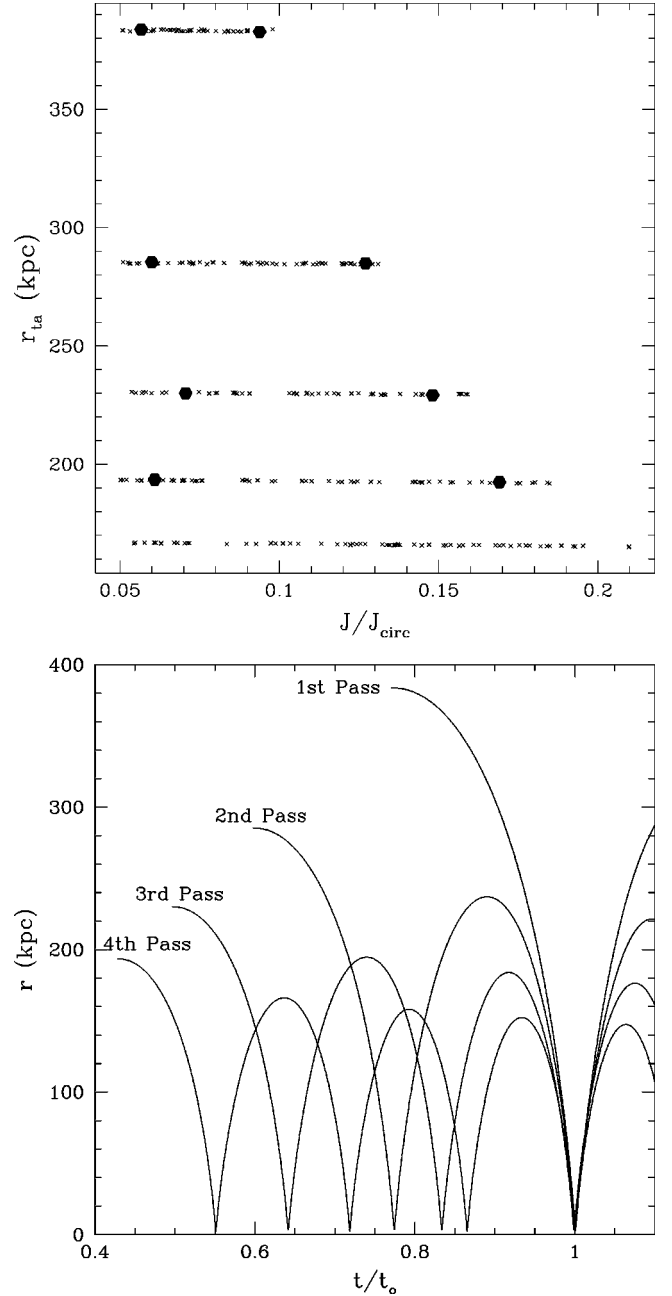 350
300
250
200
r_ta (kpc)
0.05 0.1 0.15 0.2
J/J_circ
400
300
200
100
0
r (kpc)
1st Pass
2nd Pass
3rd Pass
4th Pass
0.4 0.6 0.8 1
t/t_o